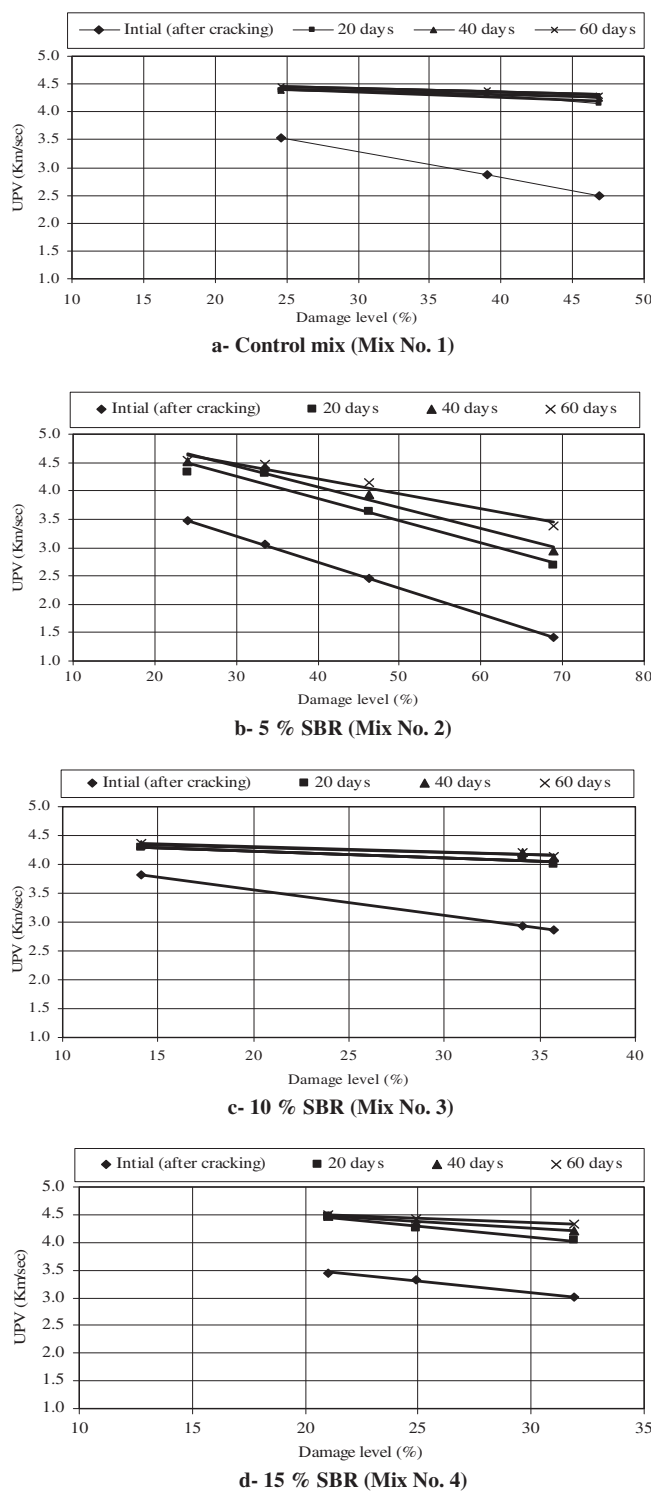 Intial (after cracking) 20 days 40 days 60 days
5.0
4.5
4.0
3.5
3.0
2.5
2.0
1.5
1.0
UPV (Km/sec)
10 15 20 25 30 35 40 45 50
Damage level (%)
a- Control mix (Mix No. 1)
Intial (after cracking) 20 days 40 days 60 days
5.0
4.5
4.0
3.5
3.0
2.5
2.0
1.5
1.0
UPV (Km/sec)
10 20 30 40 50 60 70 80
Damage level (%)
b- 5 % SBR (Mix No. 2)
Intial (after cracking) 20 days 40 days 60 days
5.0
4.5
4.0
3.5
3.0
2.5
2.0
1.5
1.0
UPV (Km/sec)
10 15 20 25 30 35 40
Damage level (%)
c- 10 % SBR (Mix No. 3)
Intial (after cracking) 20 days 40 days 60 days
5.0
4.5
4.0
3.5
3.0
2.5
2.0
1.5
1.0
UPV (Km/sec)
10 15 20 25 30 35
Damage level (%)
d- 15 % SBR (Mix No. 4)